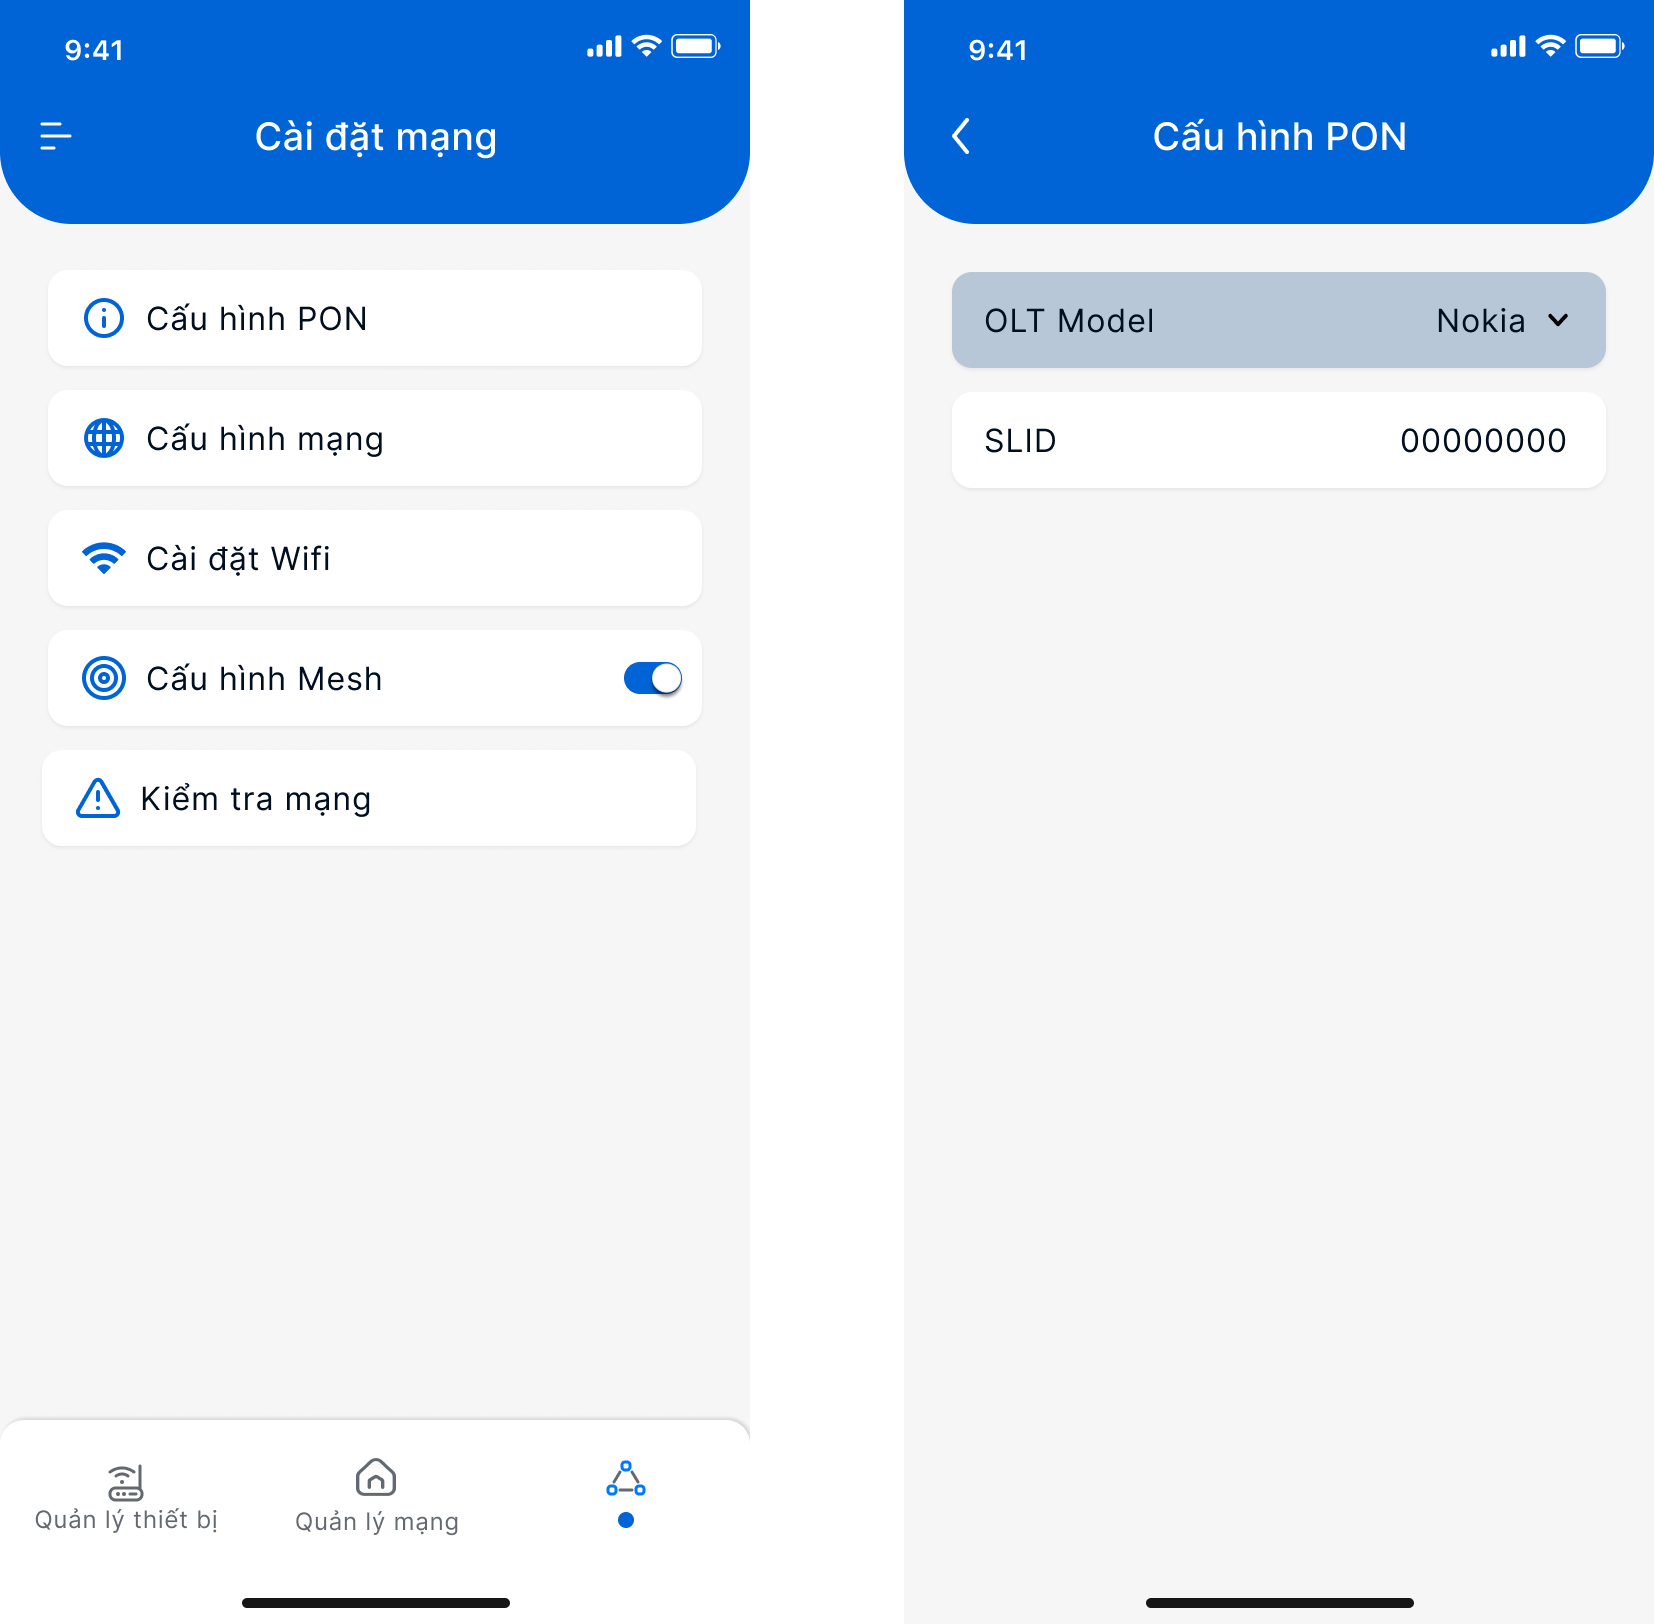 9:41
Cài đặt mạng
Cấu hình PON
Cấu hình mạng
Cài đặt Wifi
Cấu hình Mesh
Kiểm tra mạng
Quản lý thiết bị
Quản lý mạng
9:41
Cấu hình PON
OLT Model Nokia
SLID 00000000